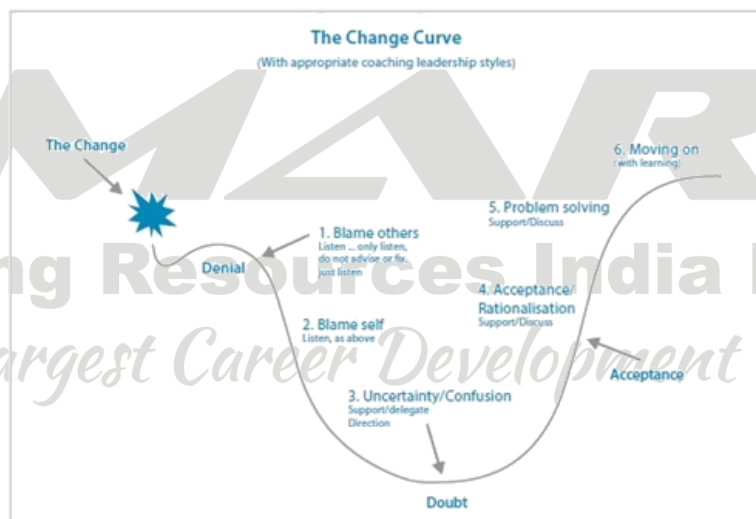 The Change Curve
(With appropriate coaching leadership styles)
MAR
The Change
6. Moving on
(with learning)
5. Problem solving
Support/Discuss
1. Blame others
Listen ... only listen,
do not advise or fix,
just listen
Denial
ng Resources India
4. Acceptance/
Rationalisation
Support/Discuss
2. Blame self
Listen, as above
argest Career Development
Acceptance
3. Uncertainty/Confusion
Support/delegate
Direction
Doubt